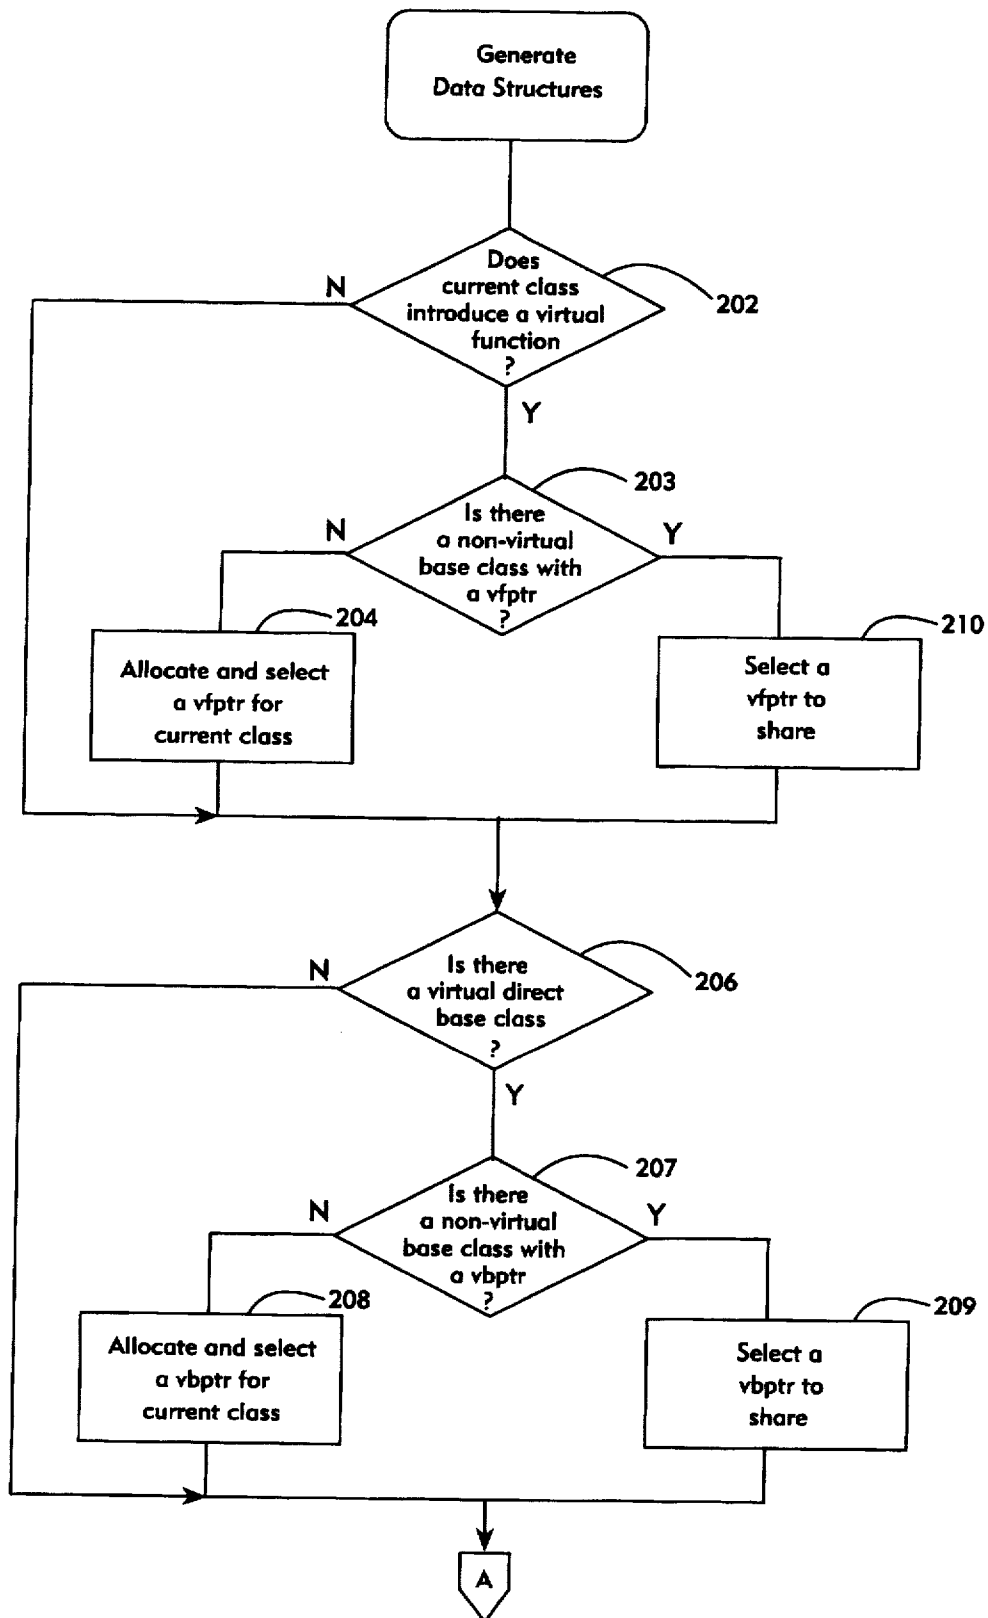 Generate
Data Structures
Does
current class
introduce a virtual
function
?
N
202
Y
203
Is there
a non-virtual
base class with
a vfptr
?
N
Y
204
Allocate and select
a vfptr for
current class
210
Select a
vfptr to
share
Is there
a virtual direct
base class
?
N
206
Y
207
Is there
a non-virtual
base class with
a vbptr
?
N
Y
208
Allocate and select
a vbptr for
current class
209
Select a
vbptr to
share
A